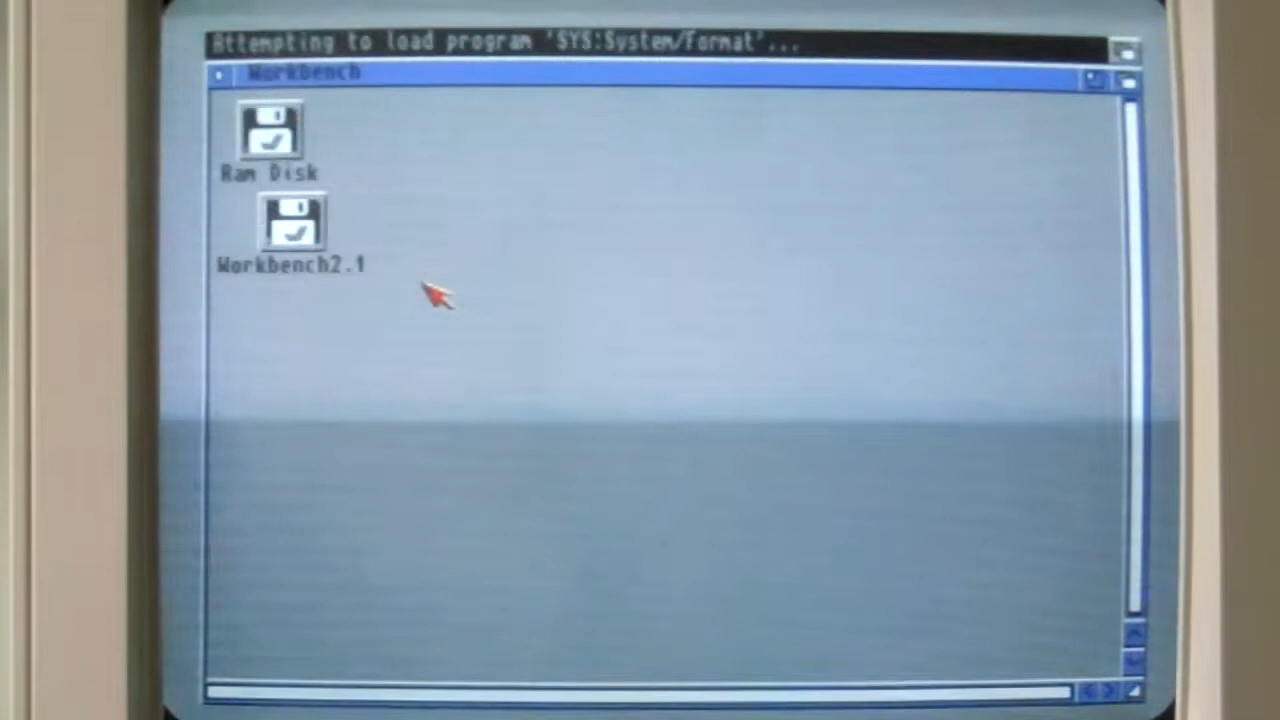 Attempting to load program 'SYS:System/Format'...
Workbench
Ram Disk
Workbench2.1